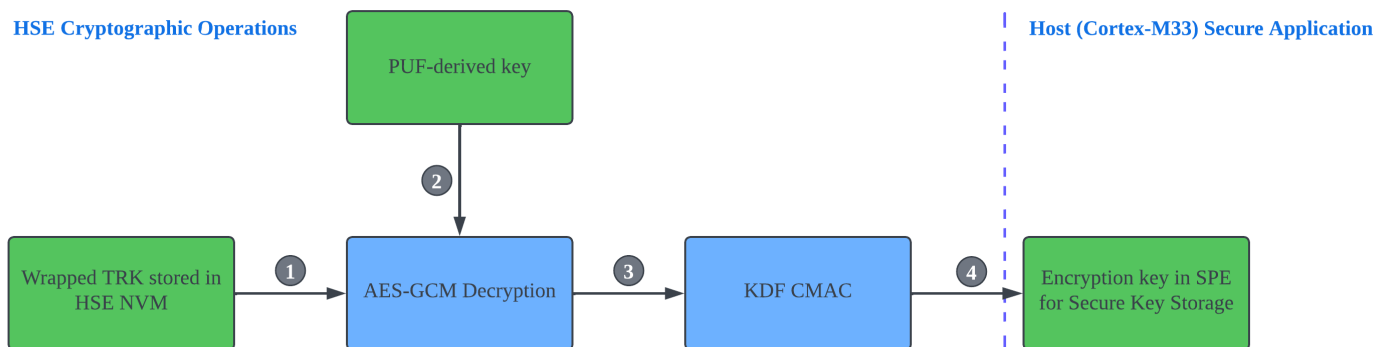 HSE Cryptographic Operations
Host (Cortex-M33) Secure Application
PUF-derived key
2
Wrapped TRK stored in
HSE NVM
1
AES-GCM Decryption
3
KDF CMAC
4
Encryption key in SPE
for Secure Key Storage